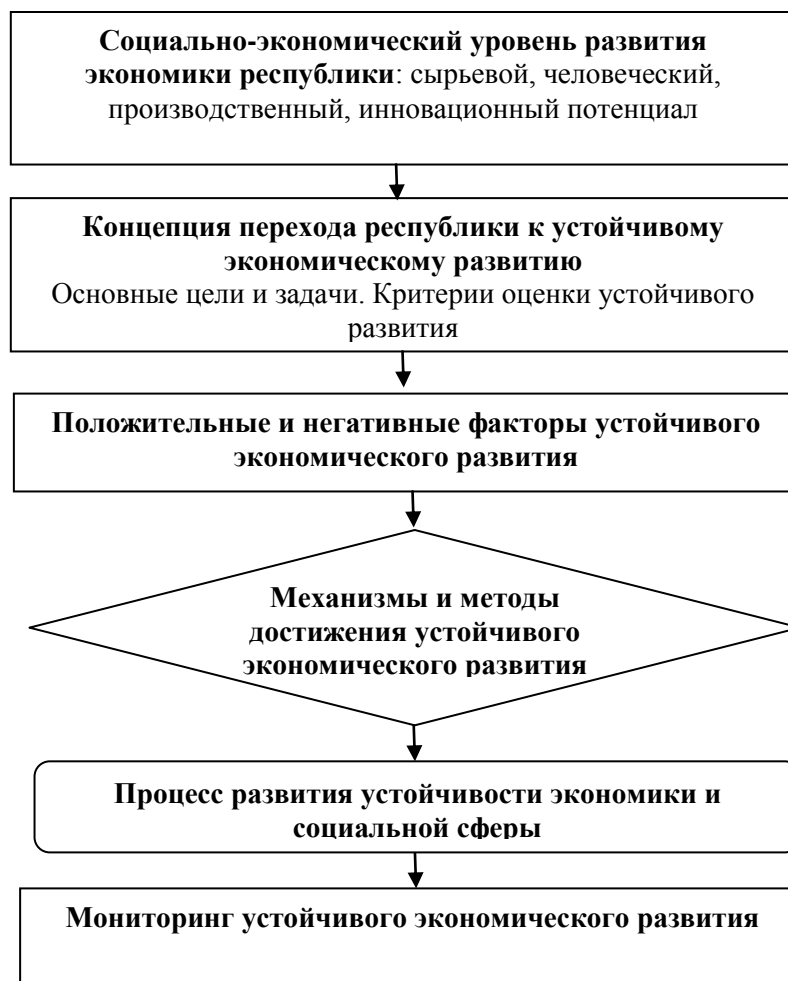 Социально-экономический уровень развития
экономики республики: сырьевой, человеческий,
производственный, инновационный потенциал
Концепция перехода республики к устойчивому
экономическому развитию
Основные цели и задачи. Критерии оценки устойчивого
развития
Положительные и негативные факторы устойчивого
экономического развития
Механизмы и методы
достижения устойчивого
экономического развития
Процесс развития устойчивости экономики и
социальной сферы
Мониторинг устойчивого экономического развития